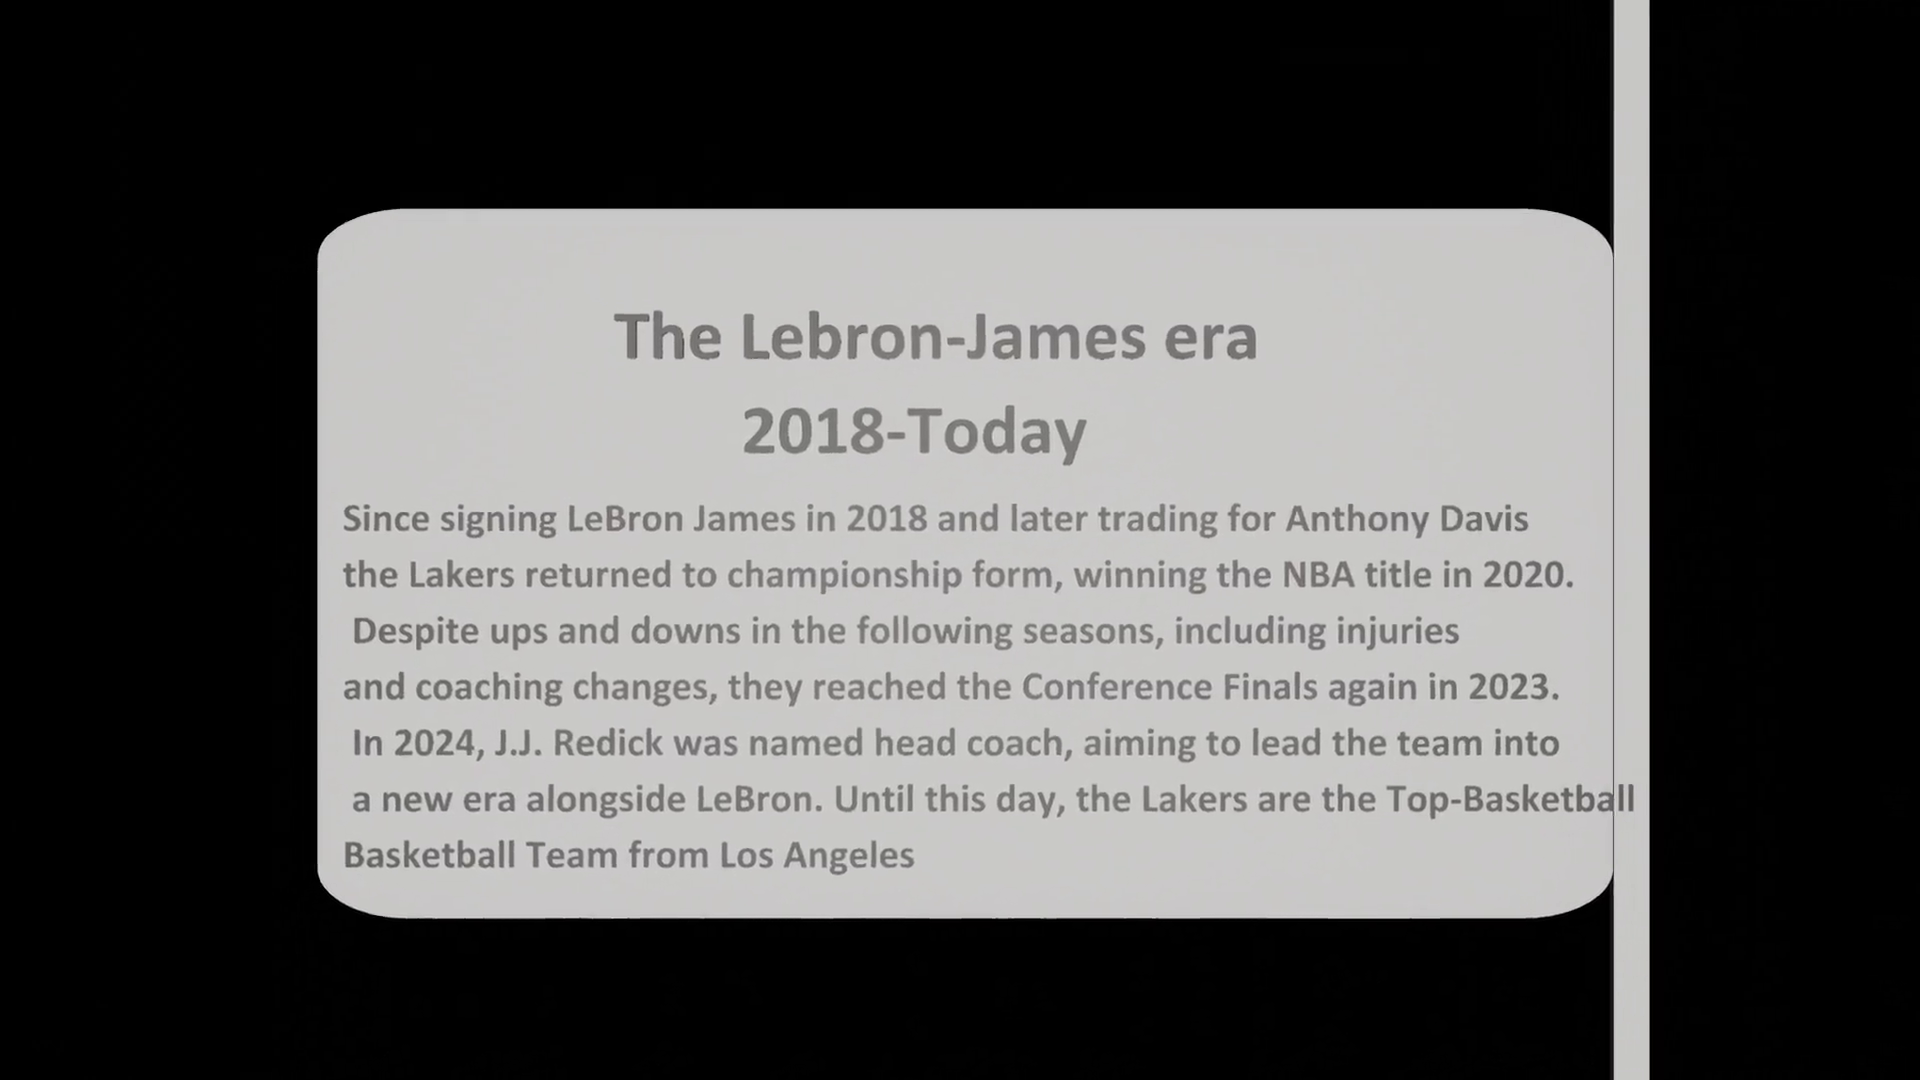 The Lebron-James era
2018-Today
Since signing LeBron James in 2018 and later trading for Anthony Davis
the Lakers returned to championship form, winning the NBA title in 2020.
Despite ups and downs in the following seasons, including injuries
and coaching changes, they reached the Conference Finals again in 2023.
In 2024, J.J. Redick was named head coach, aiming to lead the team into
a new era alongside LeBron. Until this day, the Lakers are the Top-Basketball
Basketball Team from Los Angeles